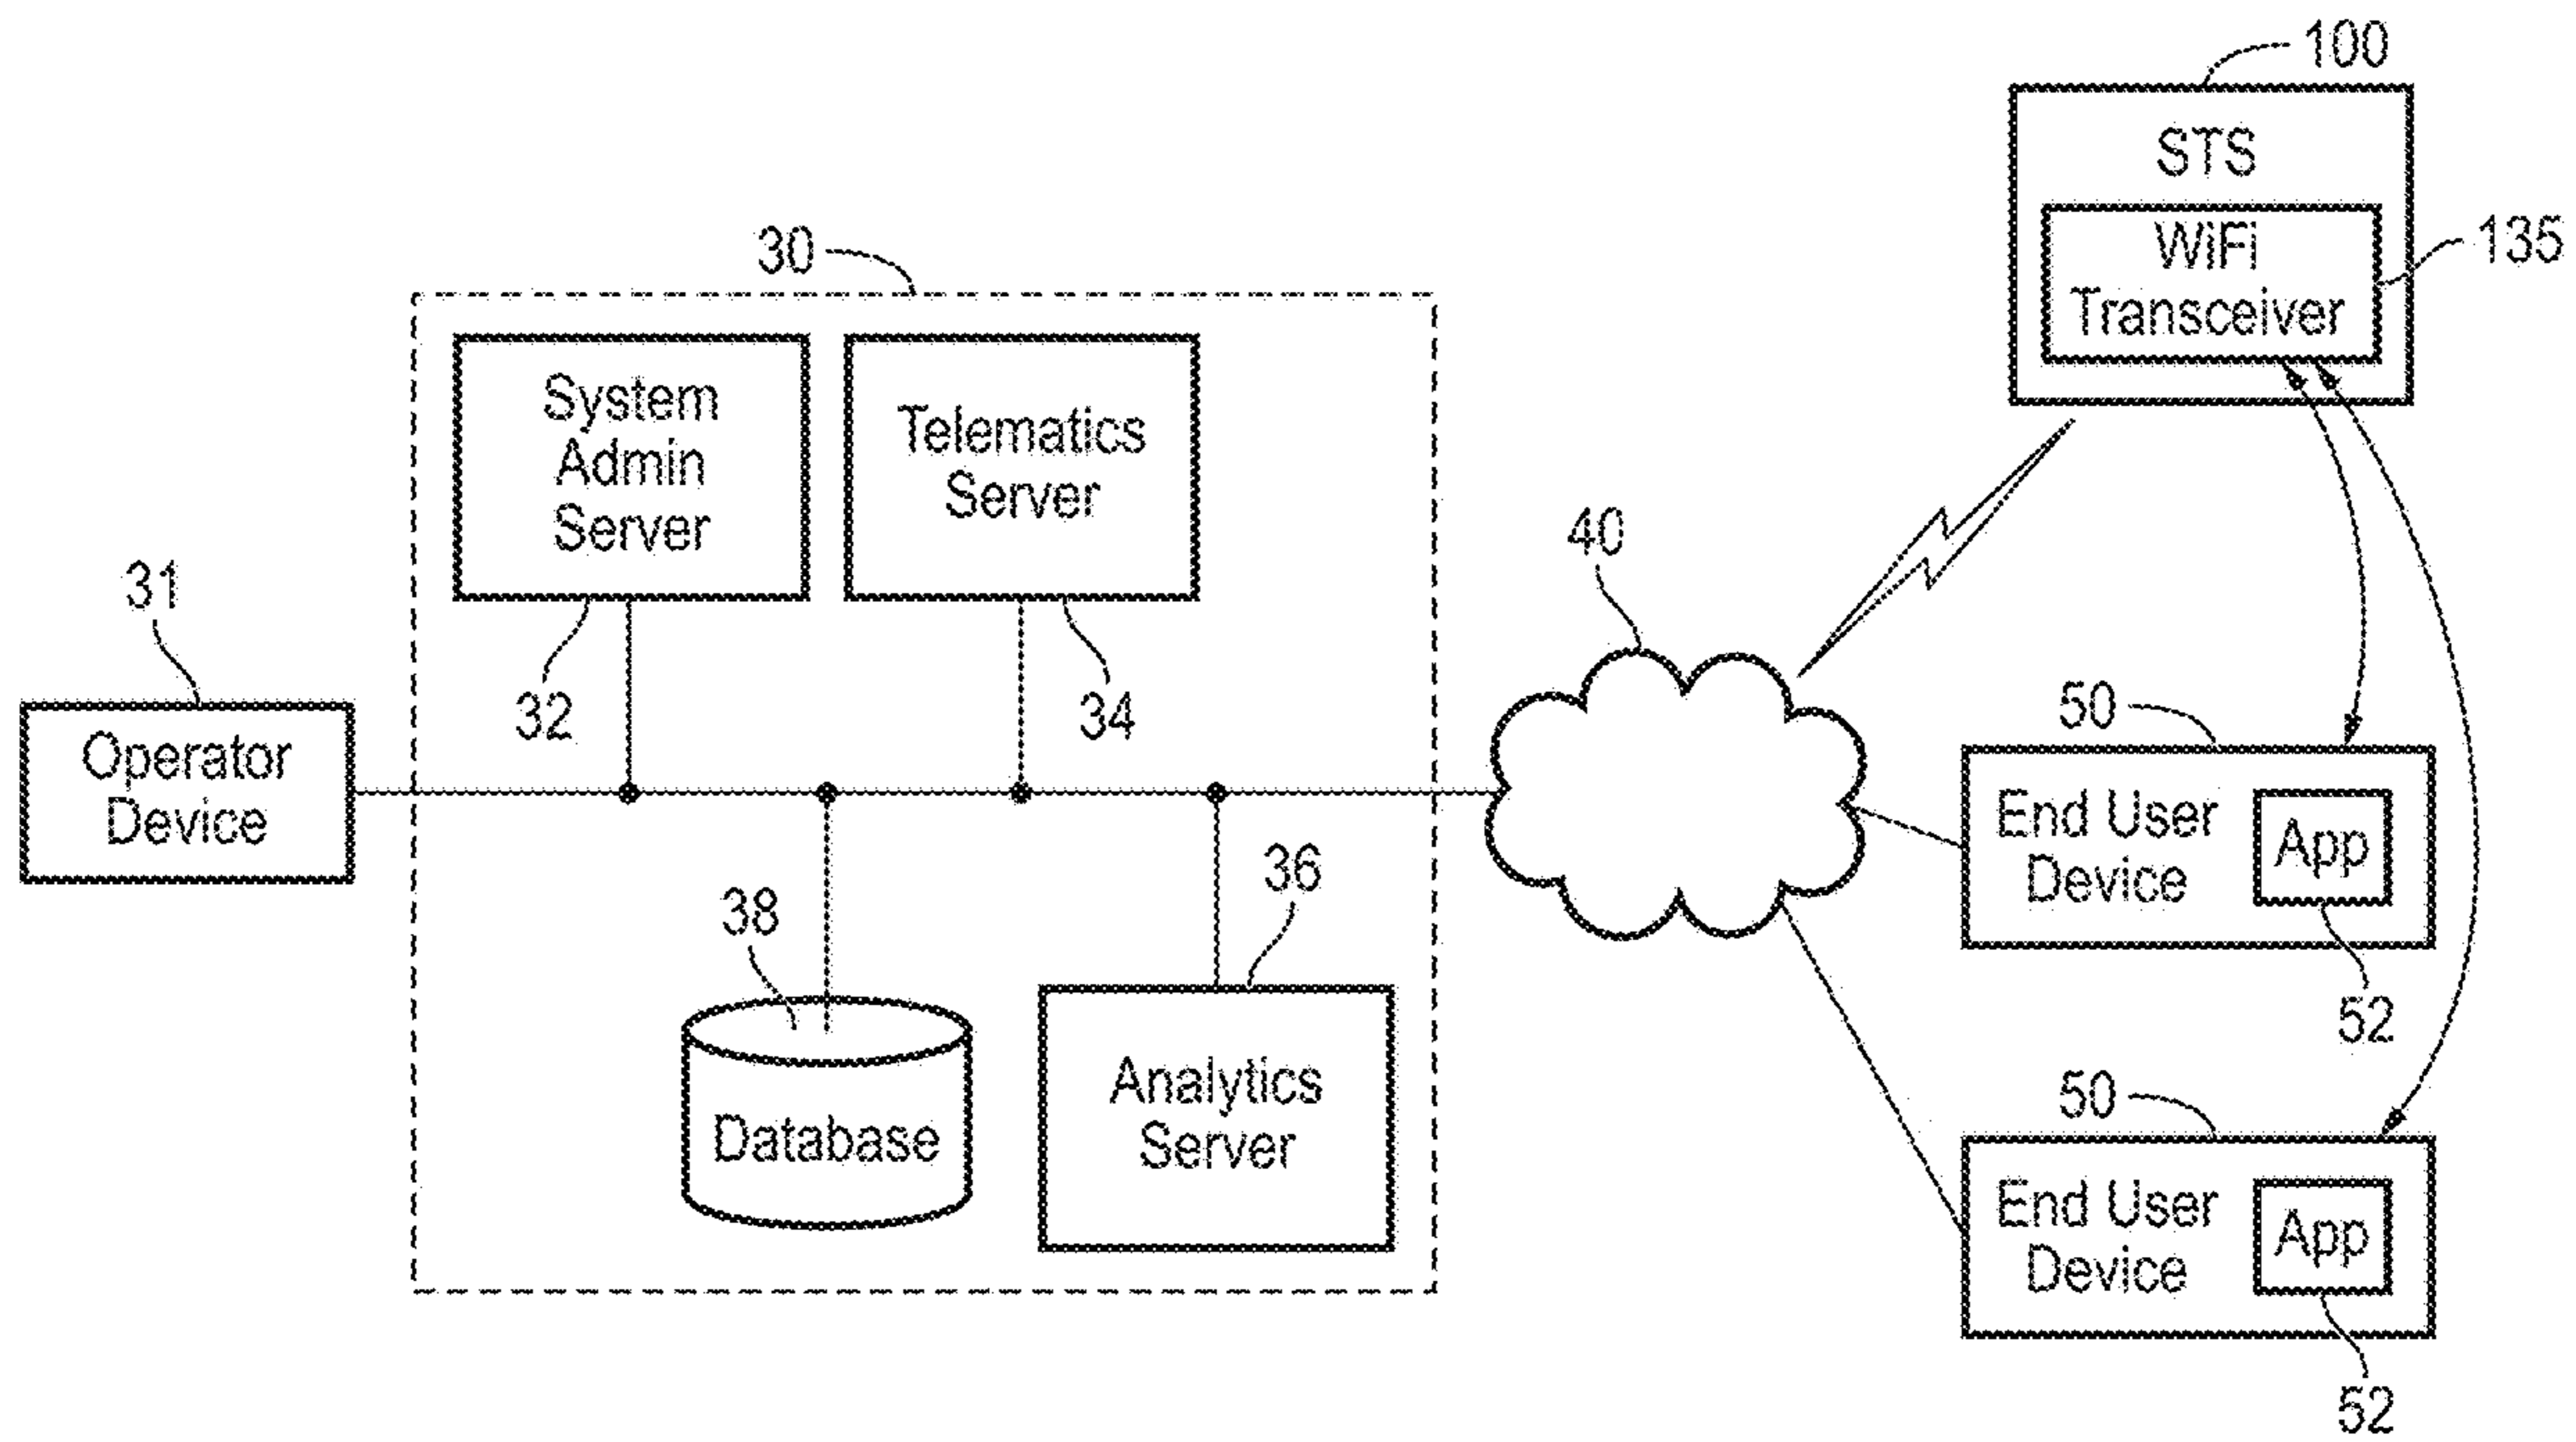 100
STS
WiFi
Transceiver
135
30
System
Admin
Server
32
Telematics
Server
34
31
Operator
Device
40
38
Database
36
Analytics
Server
50
End User
Device
App
52
50
End User
Device
App
52